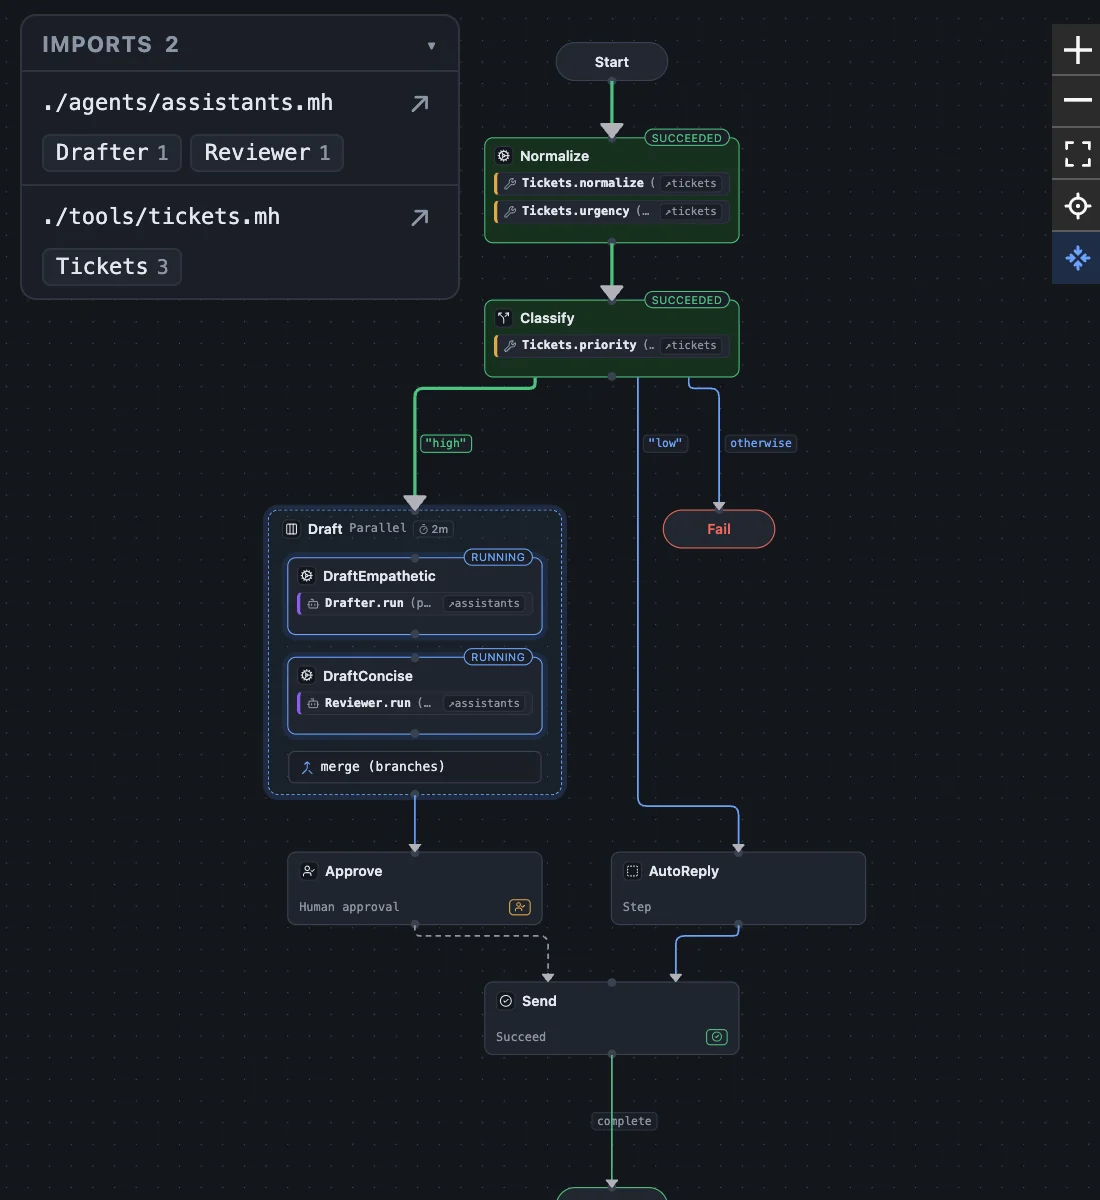 IMPORTS 2
./agents/assistants.mh
Drafter 1 Reviewer 1
./tools/tickets.mh
Tickets 3
Start
SUCCEEDED
Normalize
Tickets.normalize ( ↗tickets
Tickets.urgency (… ↗tickets
SUCCEEDED
Classify
Tickets.priority (… ↗tickets
"high"
"low"
otherwise
Fail
Draft Parallel 2m
RUNNING
DraftEmpathetic
Drafter.run (p… ↗assistants
RUNNING
DraftConcise
Reviewer.run (… ↗assistants
merge (branches)
Approve
Human approval
AutoReply
Step
Send
Succeed
complete